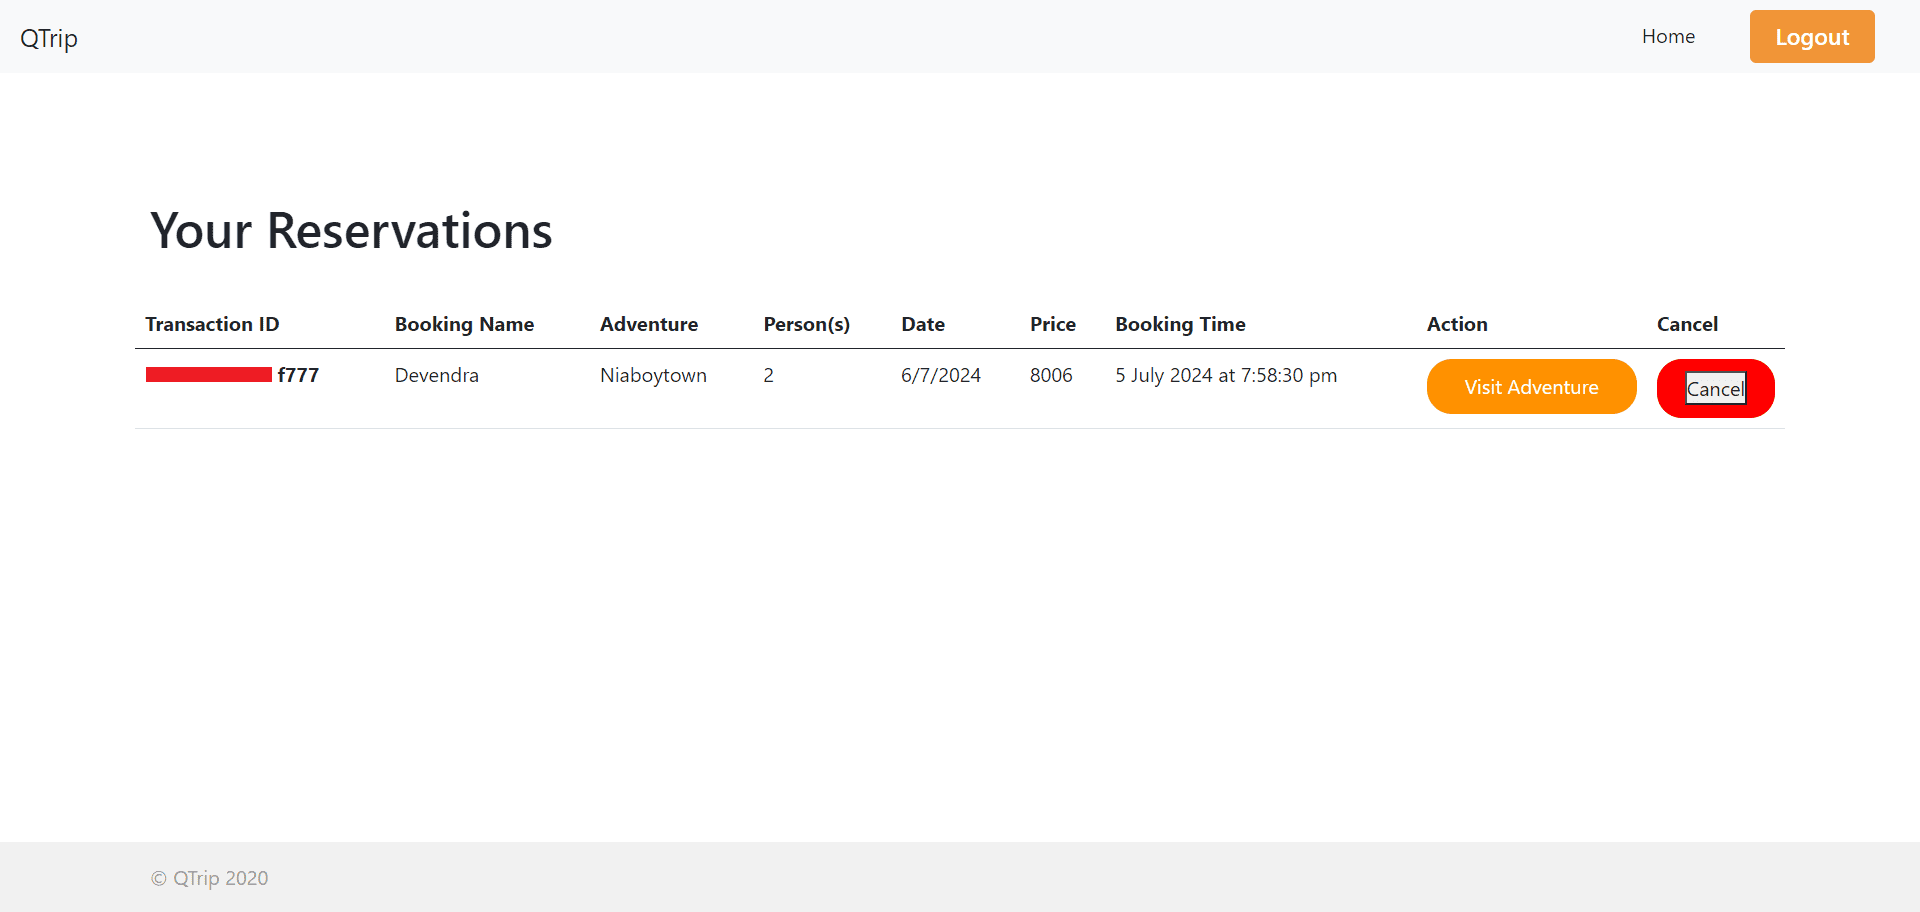 QTrip Home Logout
Your Reservations
Transaction ID Booking Name Adventure Person(s) Date Price Booking Time Action Cancel
f777 Devendra Niaboytown 2 6/7/2024 8006 5 July 2024 at 7:58:30 pm Visit Adventure Cancel
© QTrip 2020